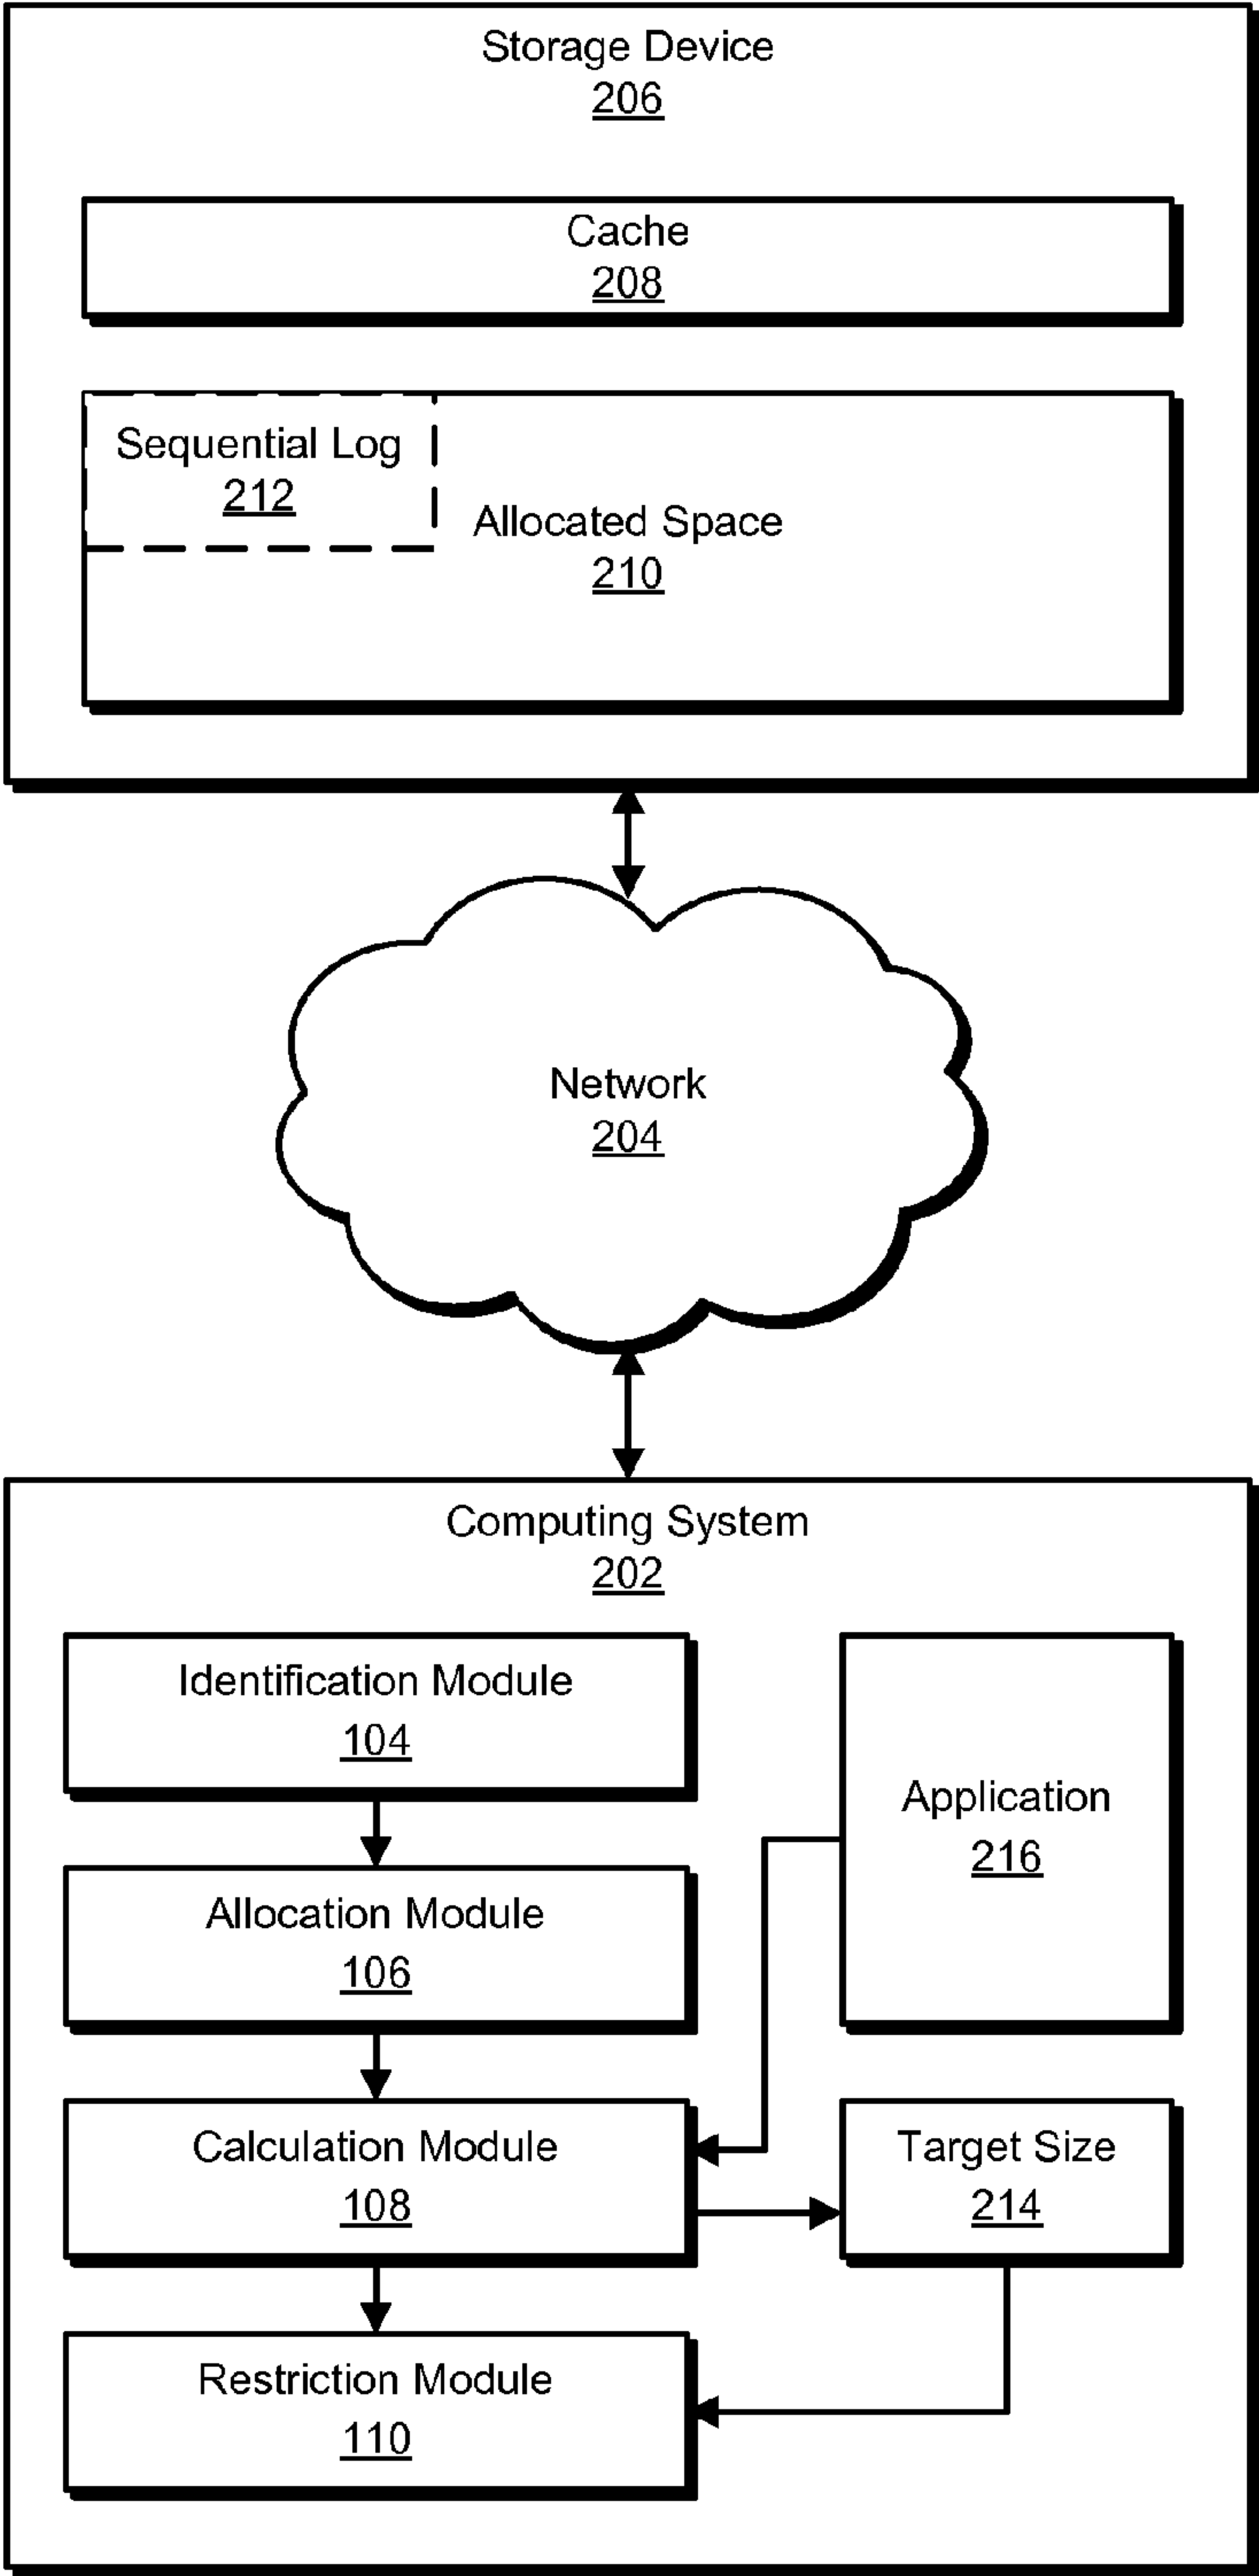 Storage Device
206
Cache
208
Sequential Log
212
Allocated Space
210
Network
204
Computing System
202
Identification Module
104
Application
216
Allocation Module
106
Calculation Module
108
Target Size
214
Restriction Module
110